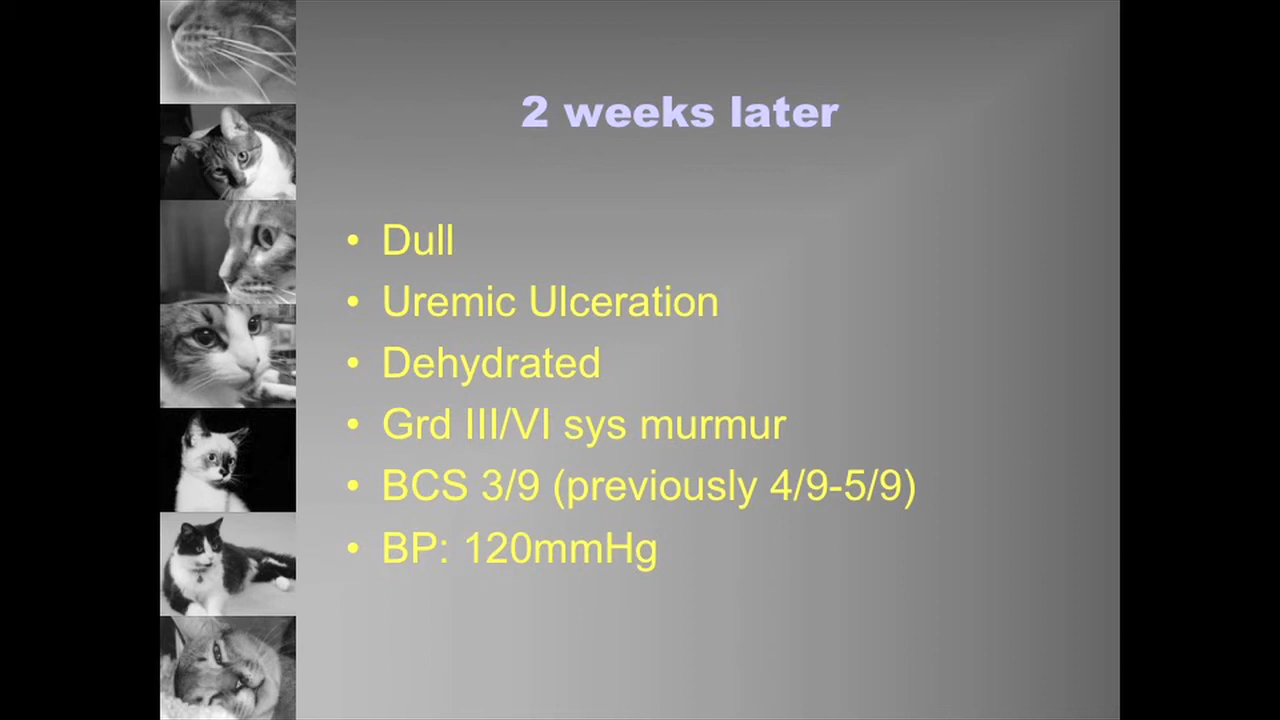 2 weeks later
• Dull
• Uremic Ulceration
• Dehydrated
• Grd III/VI sys murmur
• BCS 3/9 (previously 4/9-5/9)
• BP: 120mmHg